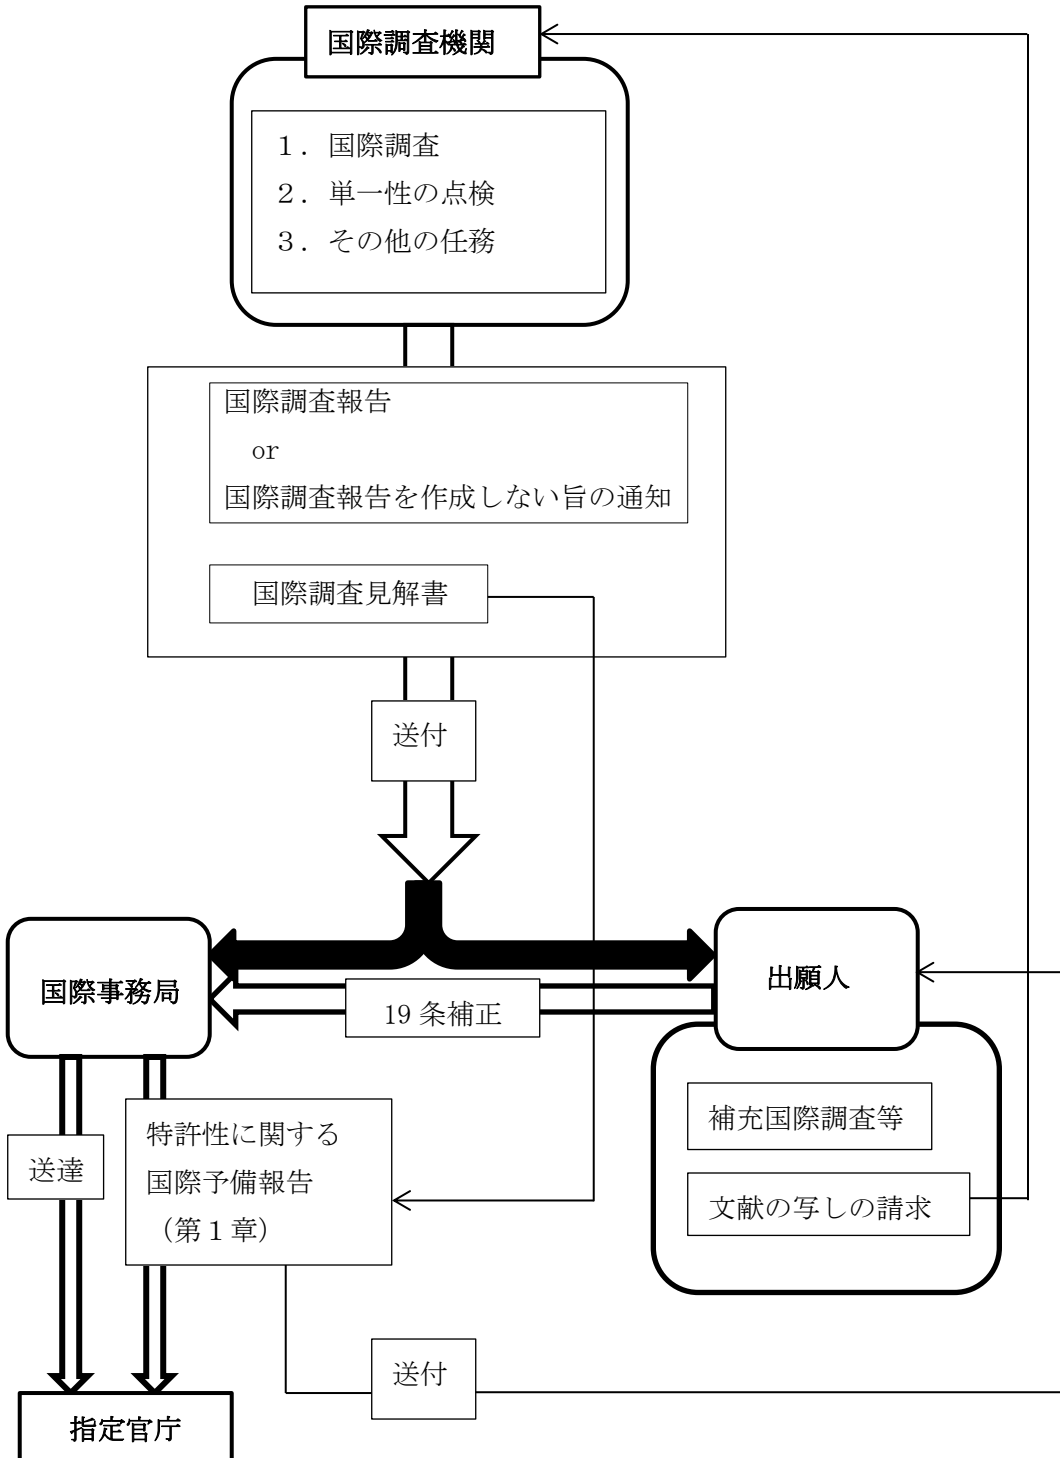 国際調査機関
１．国際調査
２．単一性の点検
３．その他の任務
国際調査報告
or
国際調査報告を作成しない旨の通知
国際調査見解書
送付
国際事務局
出願人
19 条補正
補充国際調査等
文献の写しの請求
特許性に関する
国際予備報告
（第１章）
送達
送付
指定官庁